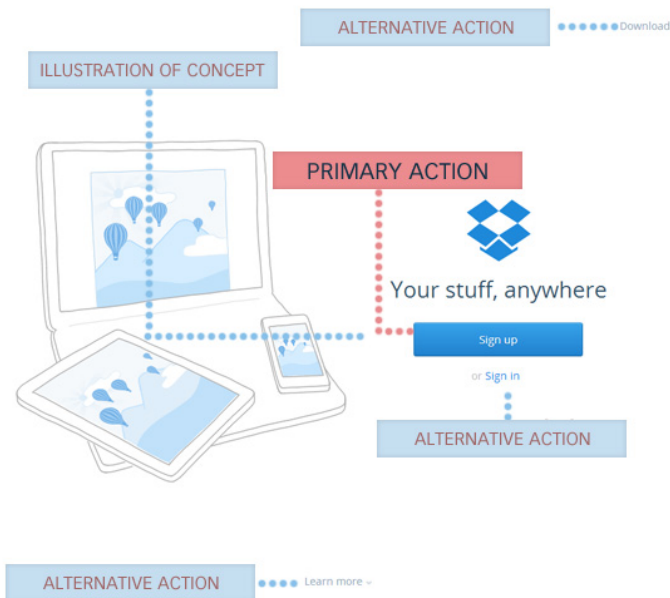 ALTERNATIVE ACTION
Download
ILLUSTRATION OF CONCEPT
PRIMARY ACTION
Your stuff, anywhere
Sign up
or Sign in
ALTERNATIVE ACTION
ALTERNATIVE ACTION
Learn more